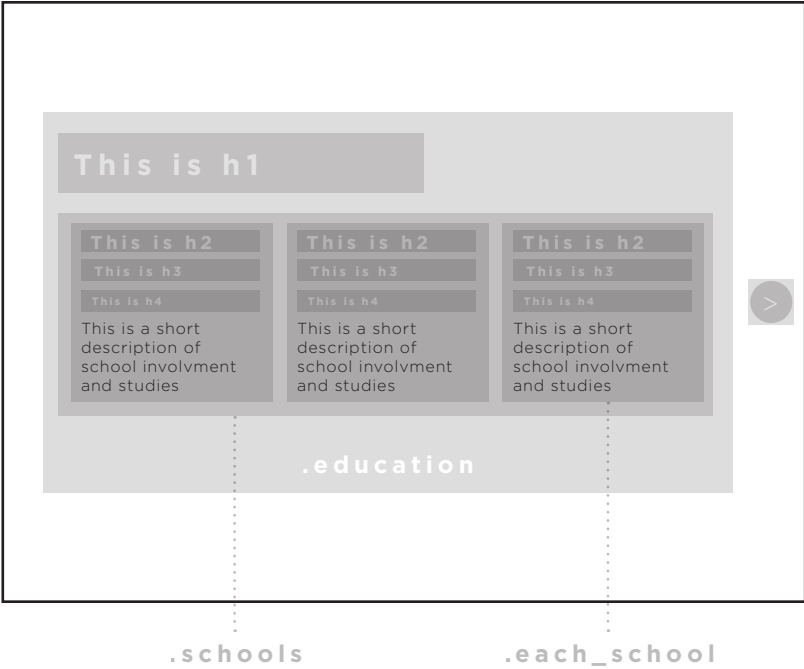 This is h1
This is h2
This is h3
This is h4
This is a short
description of
school involvment
and studies
This is h2
This is h3
This is h4
This is a short
description of
school involvment
and studies
This is h2
This is h3
This is h4
This is a short
description of
school involvment
and studies
>
.education
.schools
.each_school